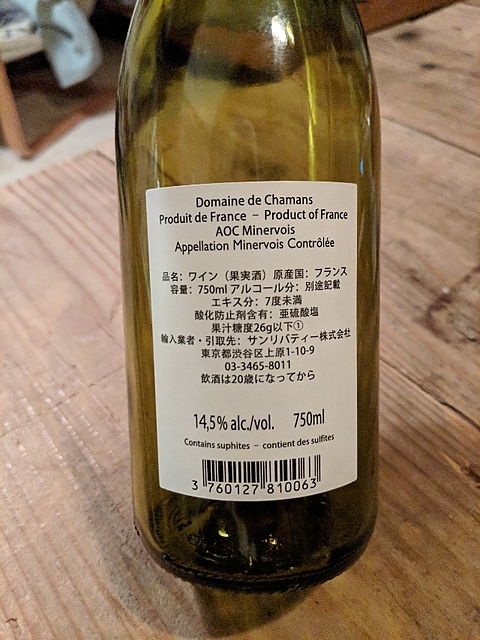 Domaine de Chamans
Produit de France – Product of France
AOC Minervois
Appellation Minervois Contrôlée
品名：ワイン（果実酒）原産国：フランス
容量：750ml アルコール分：別途記載
エキス分：7度未満
酸化防止剤含有：亜硫酸塩
果汁糖度26g以下①
輸入業者・引取先：サンリバティー株式会社
東京都渋谷区上原1-10-9
03-3465-8011
飲酒は20歳になってから
14,5% alc./vol. 750ml
Contains suphites – contient des sulfites
3 760127 810063